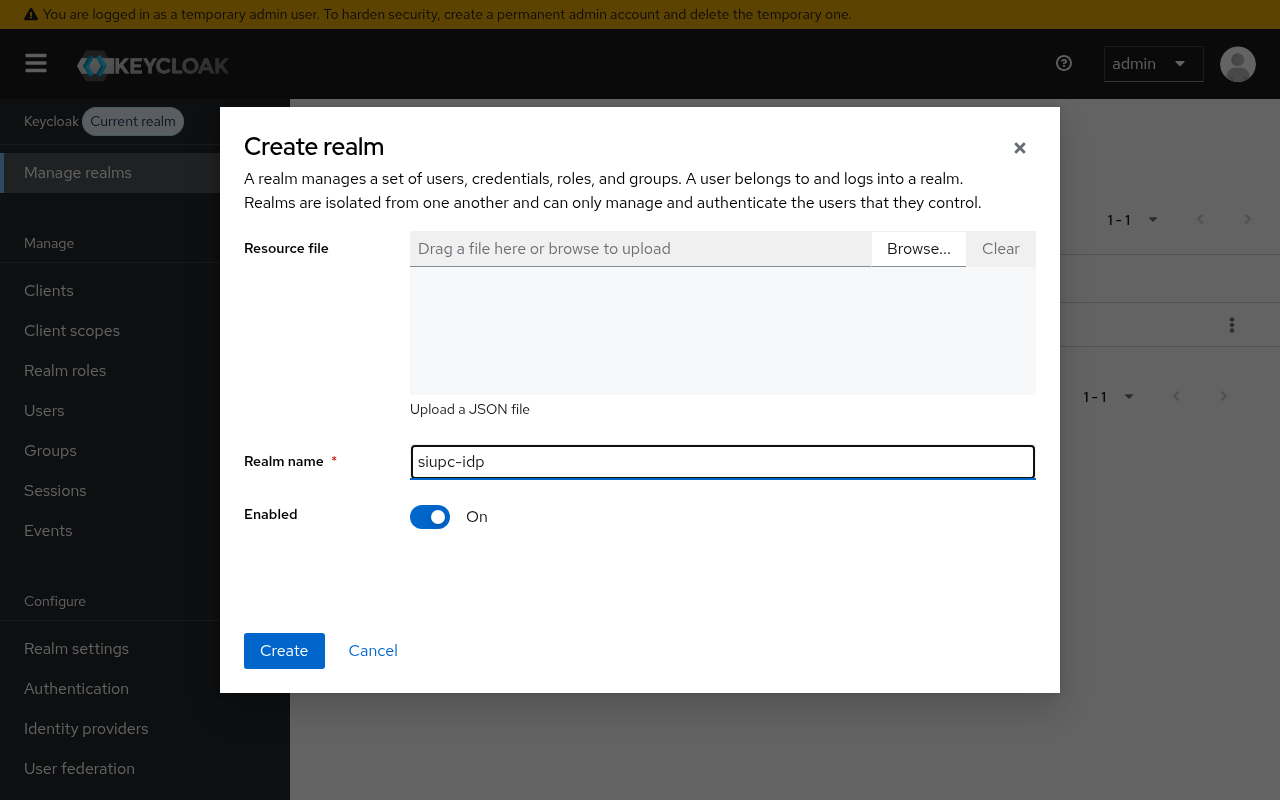 You are logged in as a temporary admin user. To harden security, create a permanent admin account and delete the temporary one.
KEYCLOAK
admin
Keycloak Current realm
Manage realms
Manage
Clients
Client scopes
Realm roles
Users
Groups
Sessions
Events
Configure
Realm settings
Authentication
Identity providers
User federation
Create realm
A realm manages a set of users, credentials, roles, and groups. A user belongs to and logs into a realm.
Realms are isolated from one another and can only manage and authenticate the users that they control.
Resource file
Drag a file here or browse to upload
Browse...
Clear
Upload a JSON file
Realm name *
siupc-idp
Enabled
On
Create
Cancel
1 - 1
1 - 1